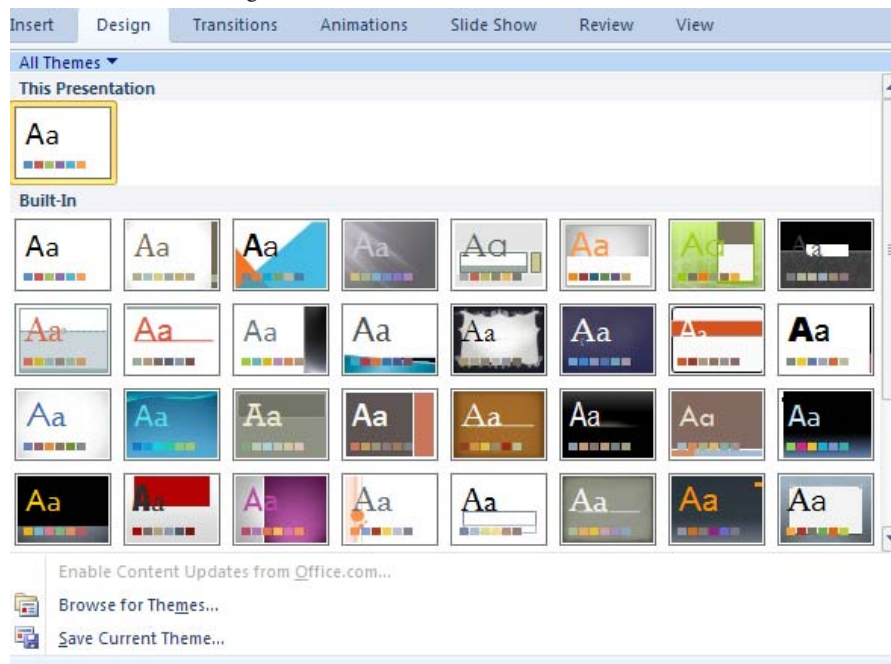 Insert Design Transitions Animations Slide Show Review View
All Themes
This Presentation
Aa
Built-In
Aa Aa Aa Aa Aa Aa Aa Aa
Aa Aa Aa Aa Aa Aa Aa Aa
Aa Aa Aa Aa Aa Aa Aa Aa
Aa Aa Aa Aa Aa Aa Aa Aa
Enable Content Updates from Office.com...
Browse for Themes...
Save Current Theme...